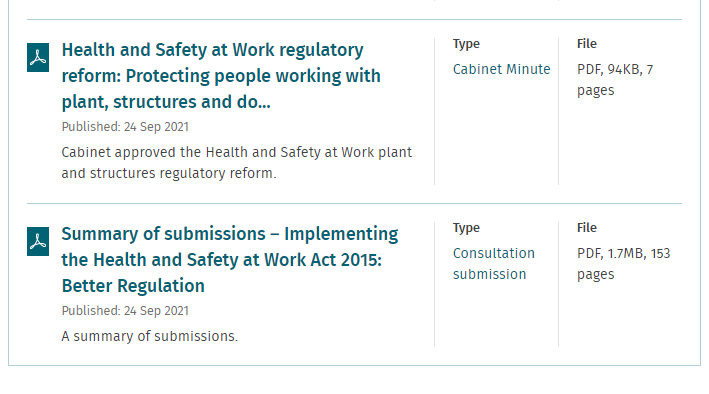 Health and Safety at Work regulatory
reform: Protecting people working with
plant, structures and do...
Published: 24 Sep 2021
Cabinet approved the Health and Safety at Work plant
and structures regulatory reform.
Type
Cabinet Minute
File
PDF, 94KB, 7
pages
Summary of submissions – Implementing
the Health and Safety at Work Act 2015:
Better Regulation
Published: 24 Sep 2021
A summary of submissions.
Type
Consultation
submission
File
PDF, 1.7MB, 153
pages